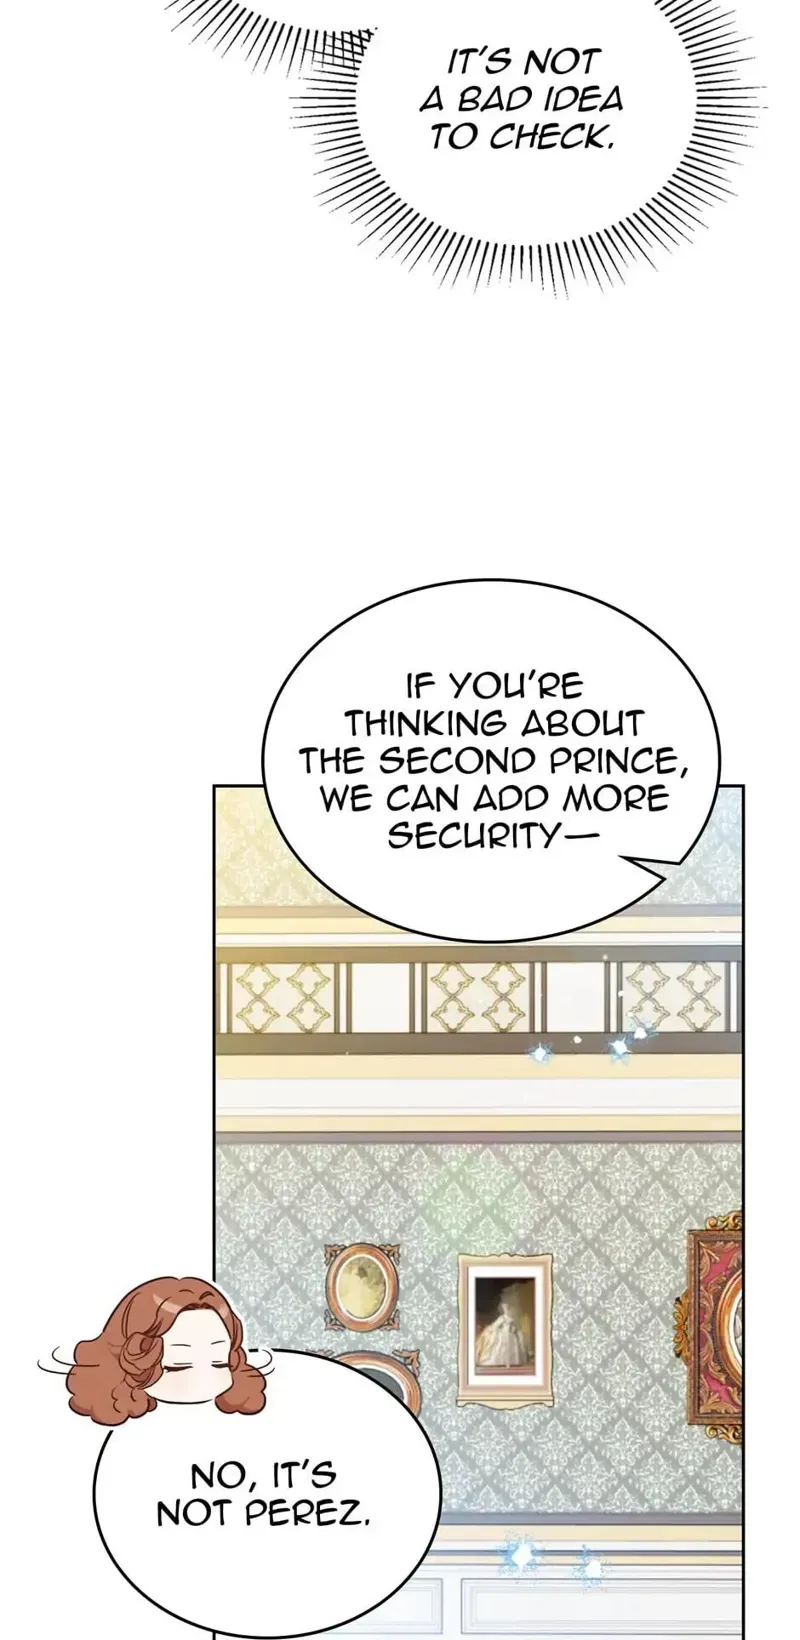 IT'S NOT
A BAD IDEA
TO CHECK.
IF YOU'RE
THINKING ABOUT
THE SECOND PRINCE,
WE CAN ADD MORE
SECURITY—
NO, IT'S
NOT PEREZ.